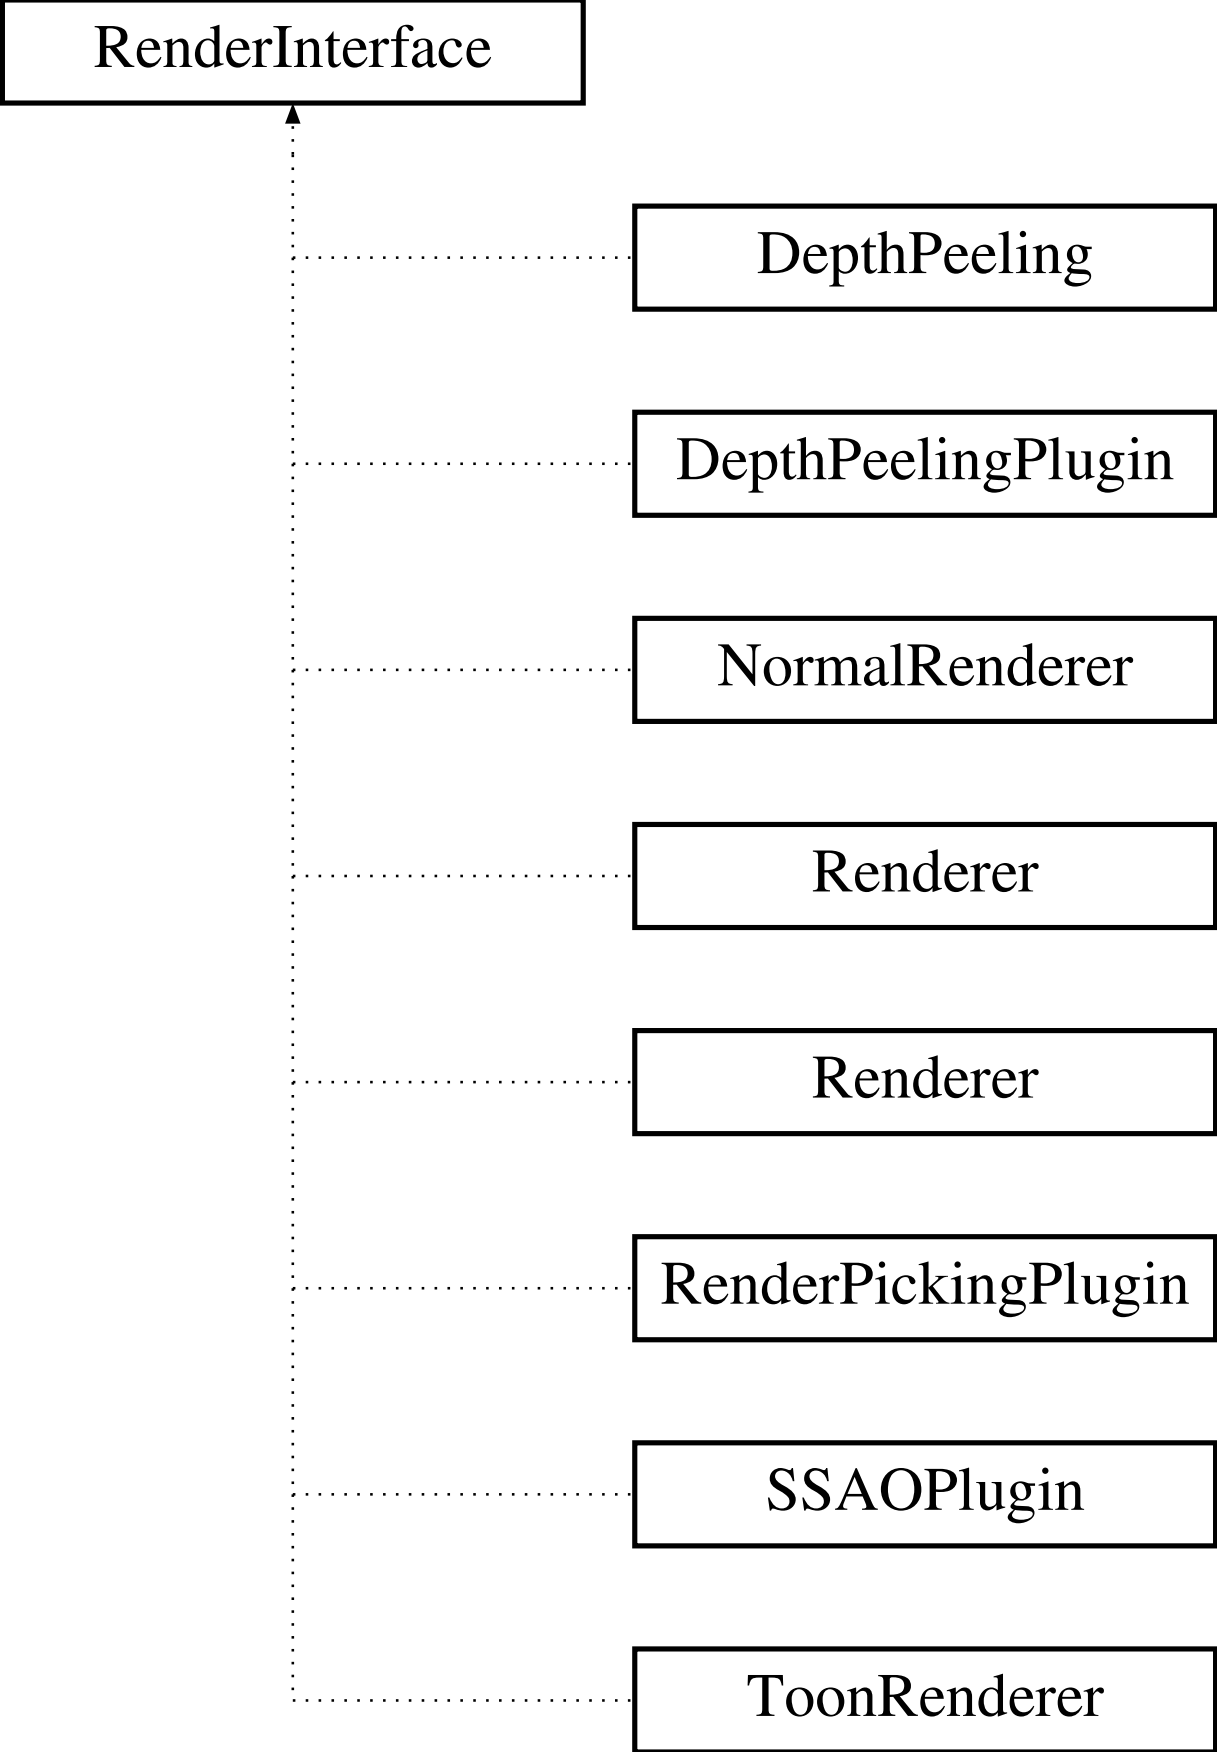 RenderInterface
DepthPeeling
DepthPeelingPlugin
NormalRenderer
Renderer
Renderer
RenderPickingPlugin
SSAOPlugin
ToonRenderer